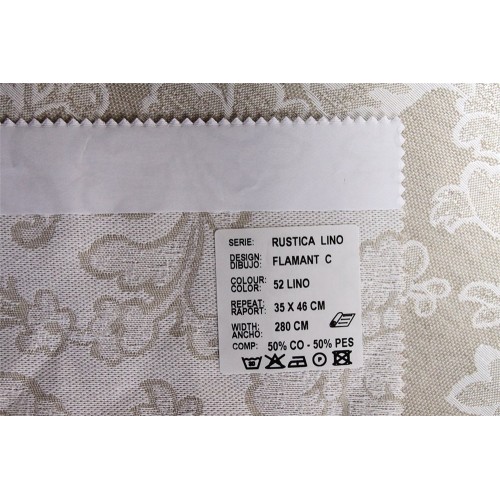 SERIE: RUSTICA LINO
DESIGN:
DIBUJO: FLAMANT C
COLOUR:
COLOR: 52 LINO
REPEAT:
RAPORT: 35 X 46 CM
WIDTH:
ANCHO: 280 CM
COMP: 50% CO - 50% PES